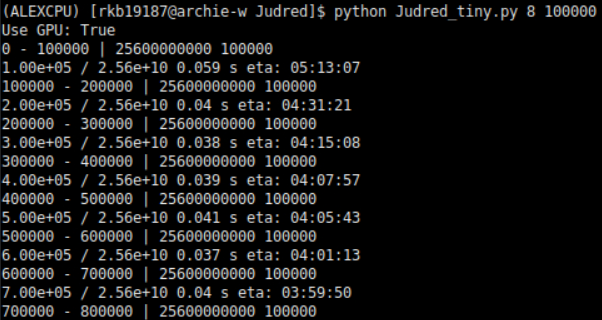 (ALEXCPU) [rkb19187@archie-w Judred]$ python Judred_tiny.py 8 100000
Use GPU: True
0 - 100000 | 25600000000 100000
1.00e+05 / 2.56e+10 0.059 s eta: 05:13:07
100000 - 200000 | 25600000000 100000
2.00e+05 / 2.56e+10 0.04 s eta: 04:31:21
200000 - 300000 | 25600000000 100000
3.00e+05 / 2.56e+10 0.038 s eta: 04:15:08
300000 - 400000 | 25600000000 100000
4.00e+05 / 2.56e+10 0.039 s eta: 04:07:57
400000 - 500000 | 25600000000 100000
5.00e+05 / 2.56e+10 0.041 s eta: 04:05:43
500000 - 600000 | 25600000000 100000
6.00e+05 / 2.56e+10 0.037 s eta: 04:01:13
600000 - 700000 | 25600000000 100000
7.00e+05 / 2.56e+10 0.04 s eta: 03:59:50
700000 - 800000 | 25600000000 100000